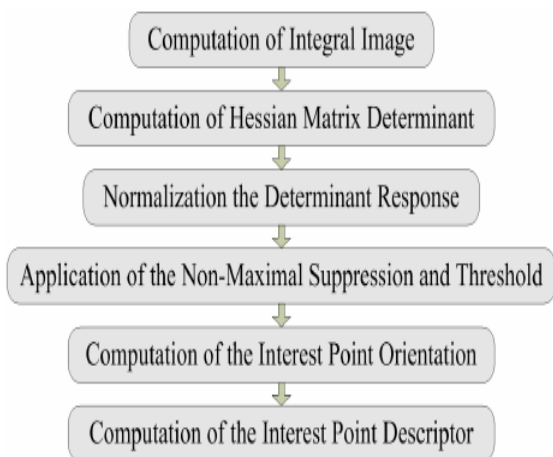 Computation of Integral Image
Computation of Hessian Matrix Determinant
Normalization the Determinant Response
Application of the Non-Maximal Suppression and Threshold
Computation of the Interest Point Orientation
Computation of the Interest Point Descriptor